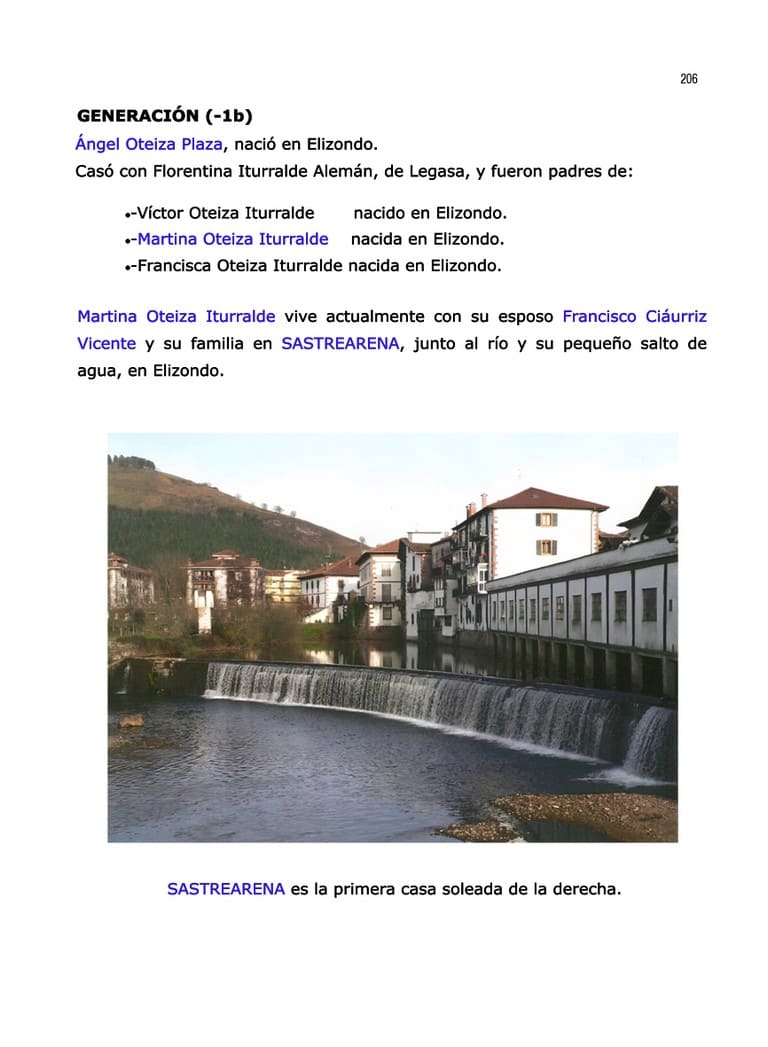 206
GENERACIÓN (-1b)
Ángel Oteiza Plaza, nació en Elizondo.
Casó con Florentina Iturralde Alemán, de Legasa, y fueron padres de:
•-Víctor Oteiza Iturralde nacido en Elizondo.
•-Martina Oteiza Iturralde nacida en Elizondo.
•-Francisca Oteiza Iturralde nacida en Elizondo.
Martina Oteiza Iturralde vive actualmente con su esposo Francisco Ciáurriz
Vicente y su familia en SASTREARENA, junto al río y su pequeño salto de
agua, en Elizondo.
SASTREARENA es la primera casa soleada de la derecha.